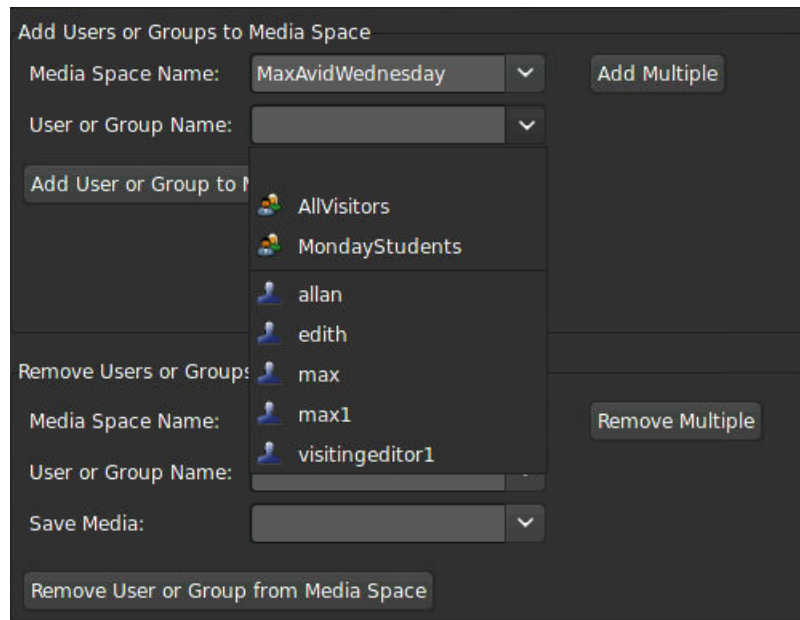 Add Users or Groups to Media Space
Media Space Name: MaxAvidWednesday Add Multiple
User or Group Name:
Add User or Group to
AllVisitors
MondayStudents
allan
edith
max
max1
visitingeditor1
Remove Users or Groups
Media Space Name: Remove Multiple
User or Group Name:
Save Media:
Remove User or Group from Media Space